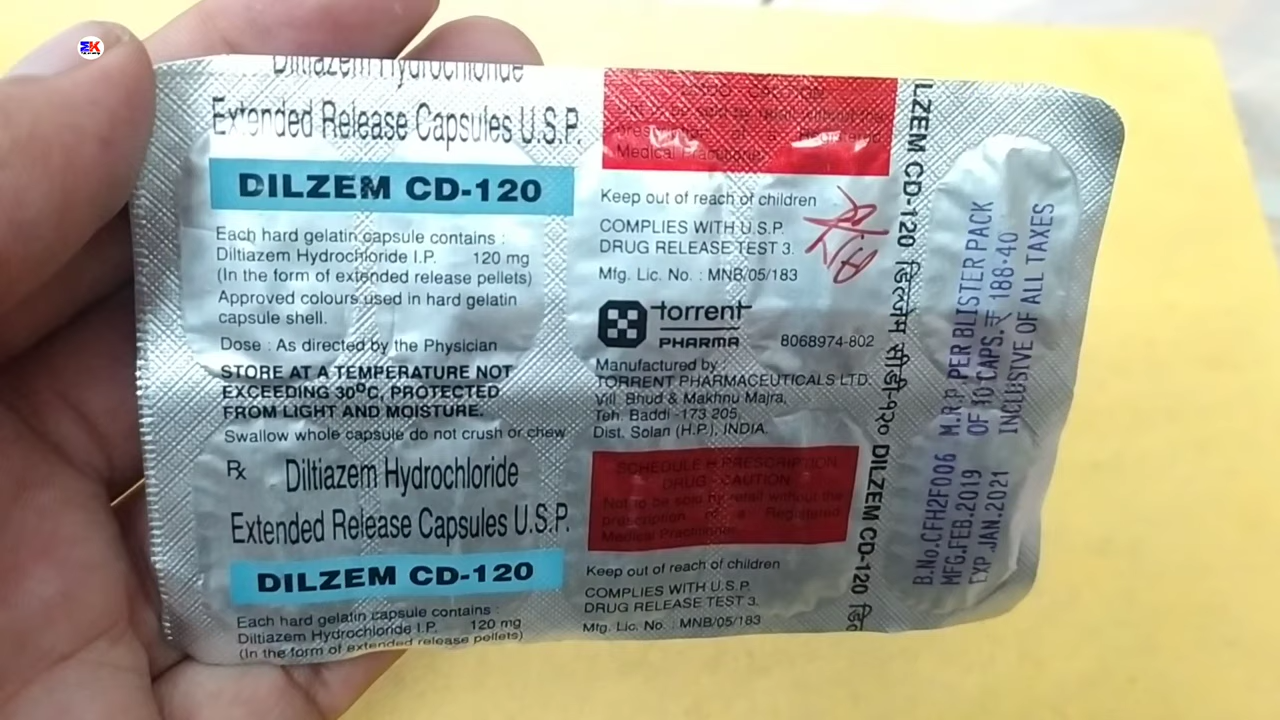 Diltiazem Hydrochloride
Extended Release Capsules U.S.P.
DILZEM CD-120
Each hard gelatin capsule contains :
Diltiazem Hydrochloride I.P. 120 mg
(In the form of extended release pellets)
Approved colours used in hard gelatin
capsule shell.
Dose : As directed by the Physician
STORE AT A TEMPERATURE NOT
EXCEEDING 30°C, PROTECTED
FROM LIGHT AND MOISTURE.
Swallow whole capsule do not crush or chew
Rx Diltiazem Hydrochloride
Extended Release Capsules U.S.P.
DILZEM CD-120
Each hard gelatin capsule contains :
Diltiazem Hydrochloride I.P. 120 mg
(In the form of extended release pellets)
Registered
Medical Practitioner.
Keep out of reach of children
COMPLIES WITH U.S.P.
DRUG RELEASE TEST 3.
Mfg. Lic. No. : MNB/05/183
torrent
PHARMA
8068974-802
Manufactured by
TORRENT PHARMACEUTICALS LTD.
Vill. Bhud & Makhnu Majra,
Teh. Baddi -173 205,
Dist. Solan (H.P.), INDIA.
SCHEDULE H PRESCRIPTION
DRUG - CAUTION
Not to be sold by retail without the
prescription of a Registered
Medical Practitioner.
Keep out of reach of children
COMPLIES WITH U.S.P.
DRUG RELEASE TEST 3.
Mfg. Lic. No. : MNB/05/183
LZEM CD-120 डिल्ज़ेम सी डी-१२० DILZEM CD-120
B.No.CFH2F006 M.R.P. PER BLISTER PACK
MFG.FEB.2019 OF 10 CAPS. ₹ 188.40
EXP.JAN.2021 INCLUSIVE OF ALL TAXES